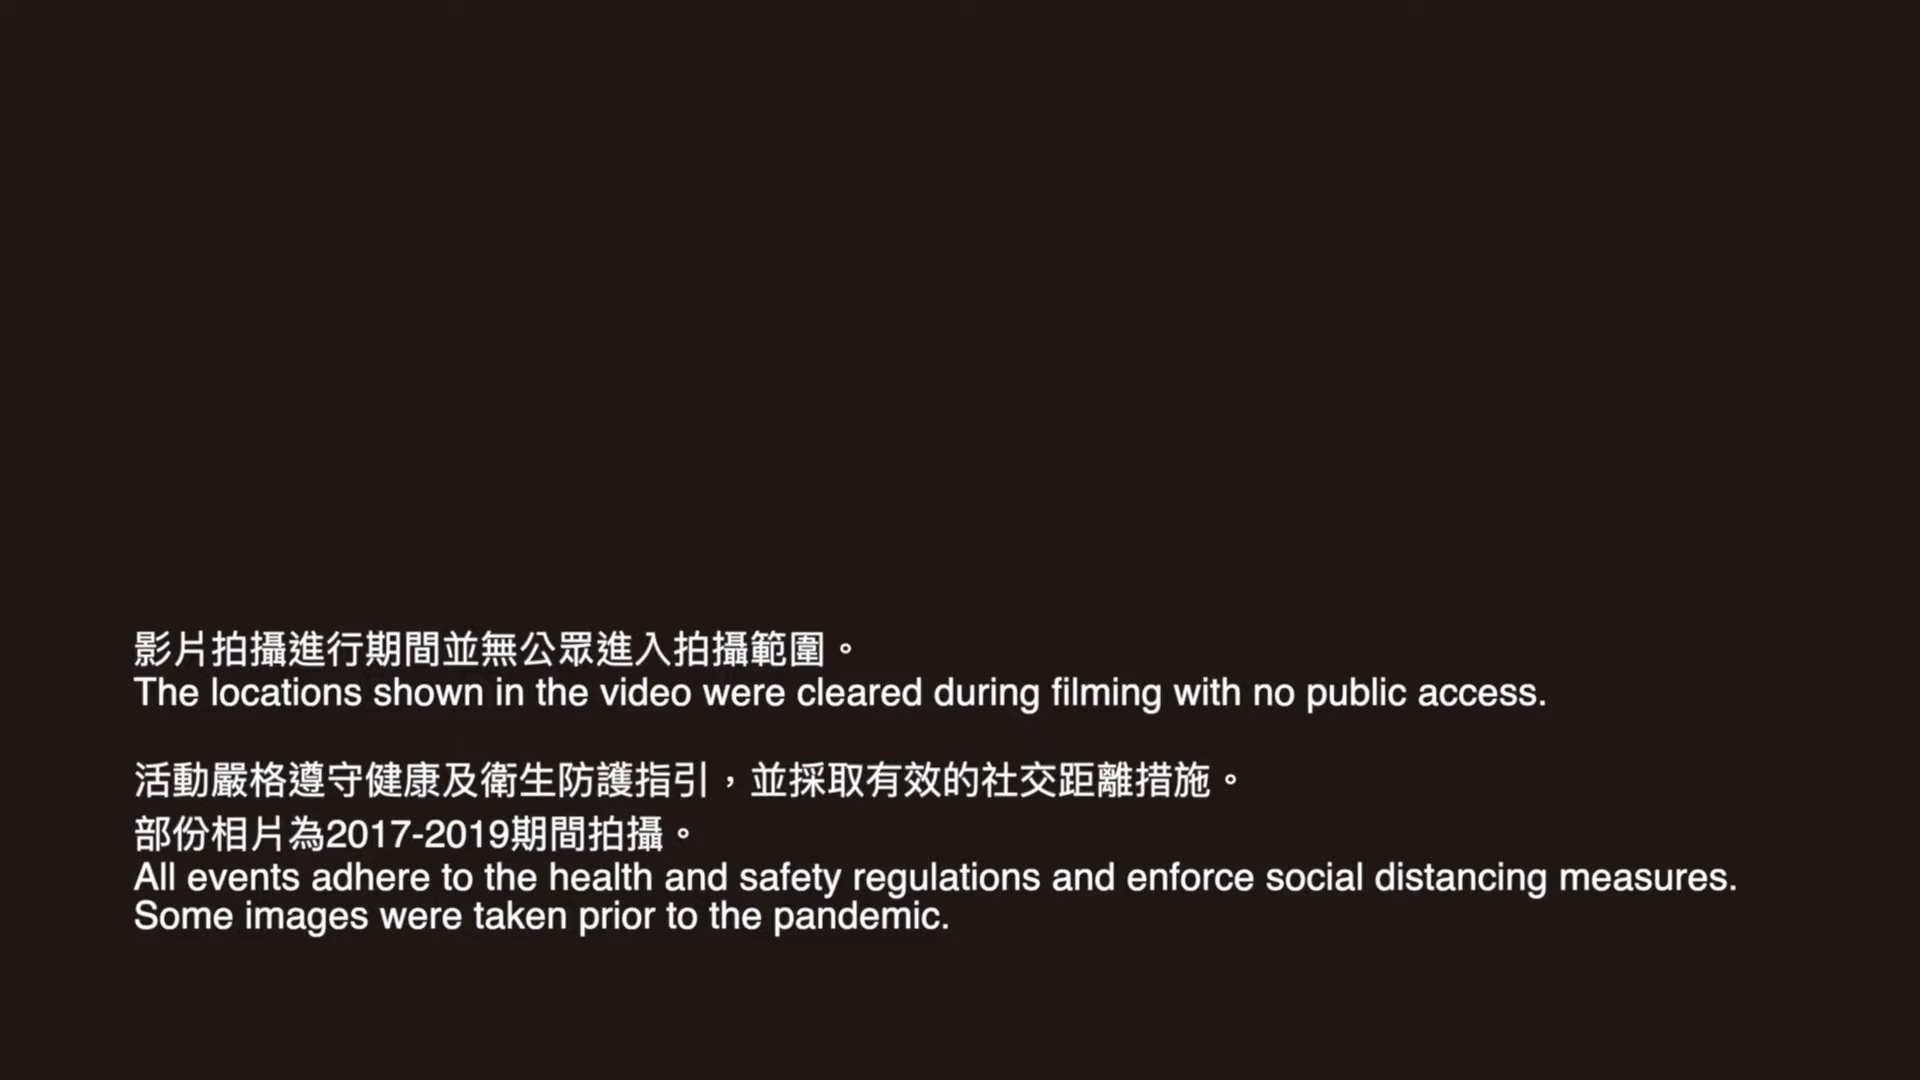 影片拍攝進行期間並無公眾進入拍攝範圍。
The locations shown in the video were cleared during filming with no public access.
活動嚴格遵守健康及衛生防護指引，並採取有效的社交距離措施。
部份相片為2017-2019期間拍攝。
All events adhere to the health and safety regulations and enforce social distancing measures.
Some images were taken prior to the pandemic.